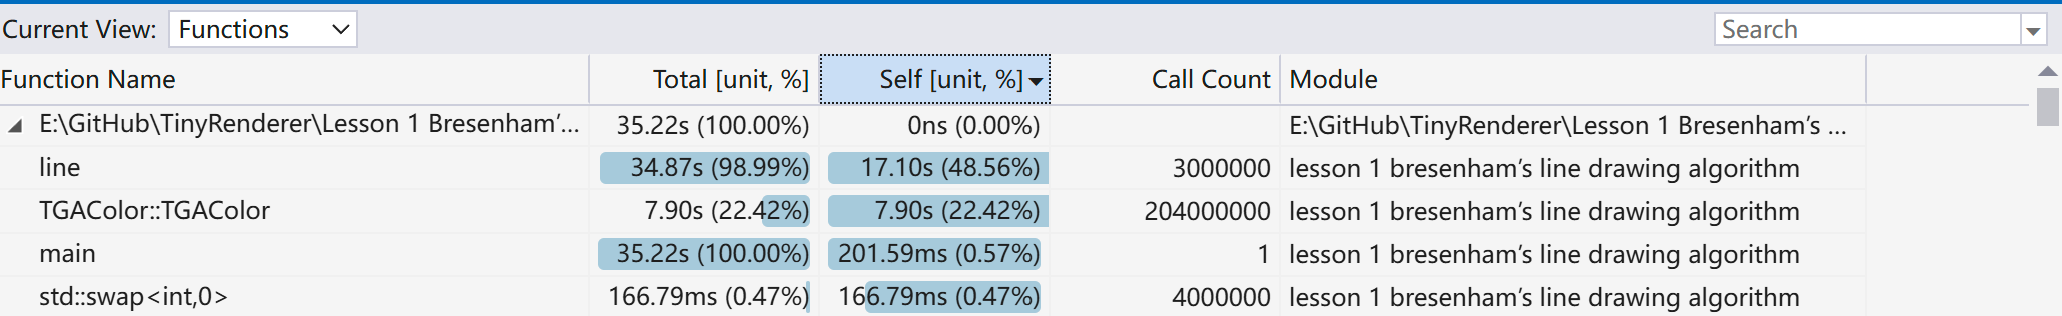 Current View: Functions Search
Function Name Total [unit, %] Self [unit, %] Call Count Module
E:\GitHub\TinyRenderer\Lesson 1 Bresenham’... 35.22s (100.00%) 0ns (0.00%) E:\GitHub\TinyRenderer\Lesson 1 Bresenham’s ...
line 34.87s (98.99%) 17.10s (48.56%) 3000000 lesson 1 bresenham’s line drawing algorithm
TGAColor::TGAColor 7.90s (22.42%) 7.90s (22.42%) 204000000 lesson 1 bresenham’s line drawing algorithm
main 35.22s (100.00%) 201.59ms (0.57%) 1 lesson 1 bresenham’s line drawing algorithm
std::swap<int,0> 166.79ms (0.47%) 166.79ms (0.47%) 4000000 lesson 1 bresenham’s line drawing algorithm